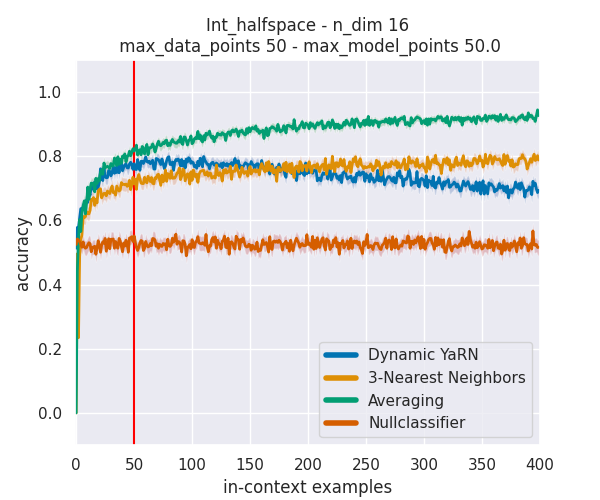 Int_halfspace - n_dim 16
max_data_points 50 - max_model_points 50.0
1.0
0.8
0.6
0.4
0.2
0.0
accuracy
Dynamic YaRN
3-Nearest Neighbors
Averaging
Nullclassifier
0 50 100 150 200 250 300 350 400
in-context examples